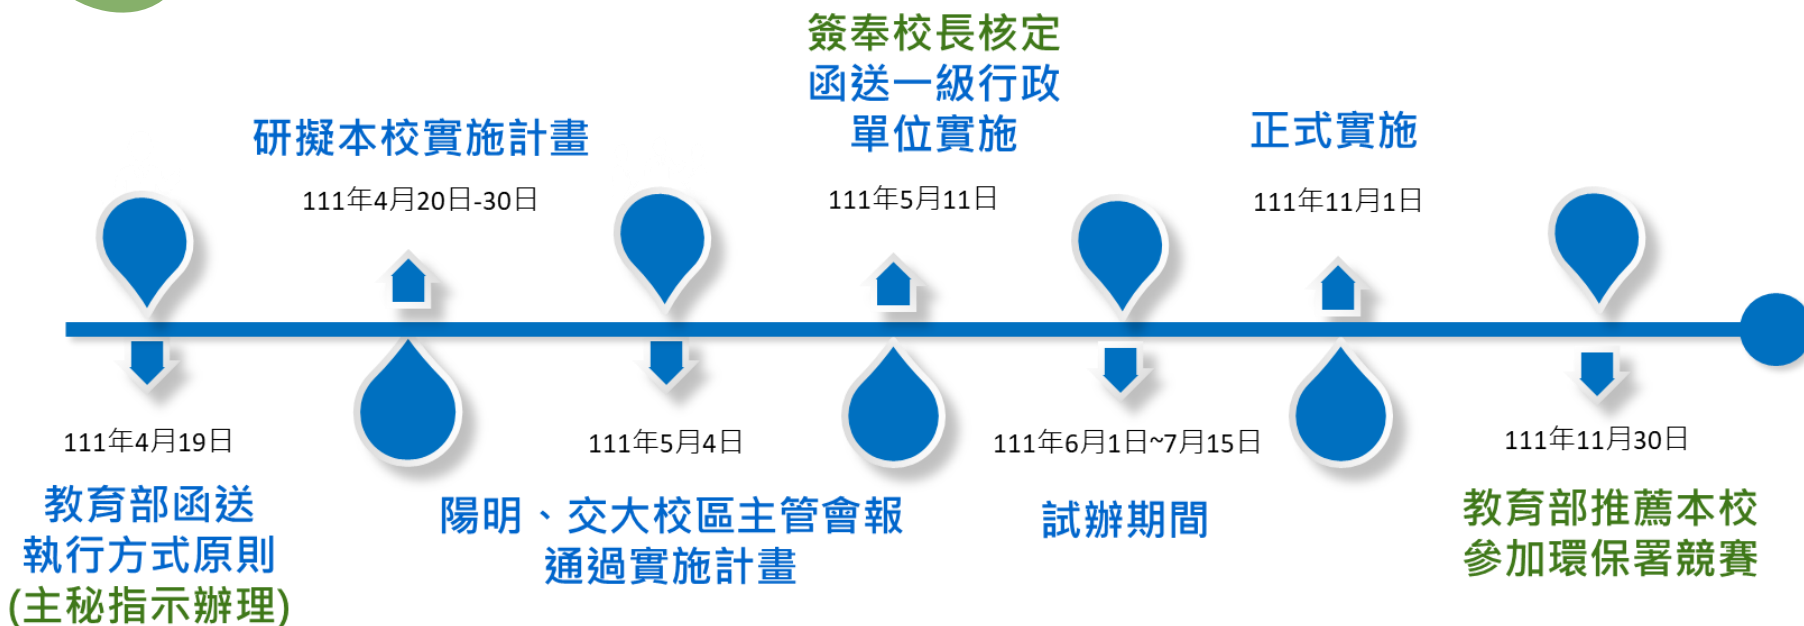 111年4月19日
教育部函送
執行方式原則
(主秘指示辦理)
研擬本校實施計畫
111年4月20日-30日
111年5月4日
陽明、交大校區主管會報
通過實施計畫
簽奉校長核定
函送一級行政
單位實施
111年5月11日
111年6月1日~7月15日
試辦期間
正式實施
111年11月1日
111年11月30日
教育部推薦本校
參加環保署競賽